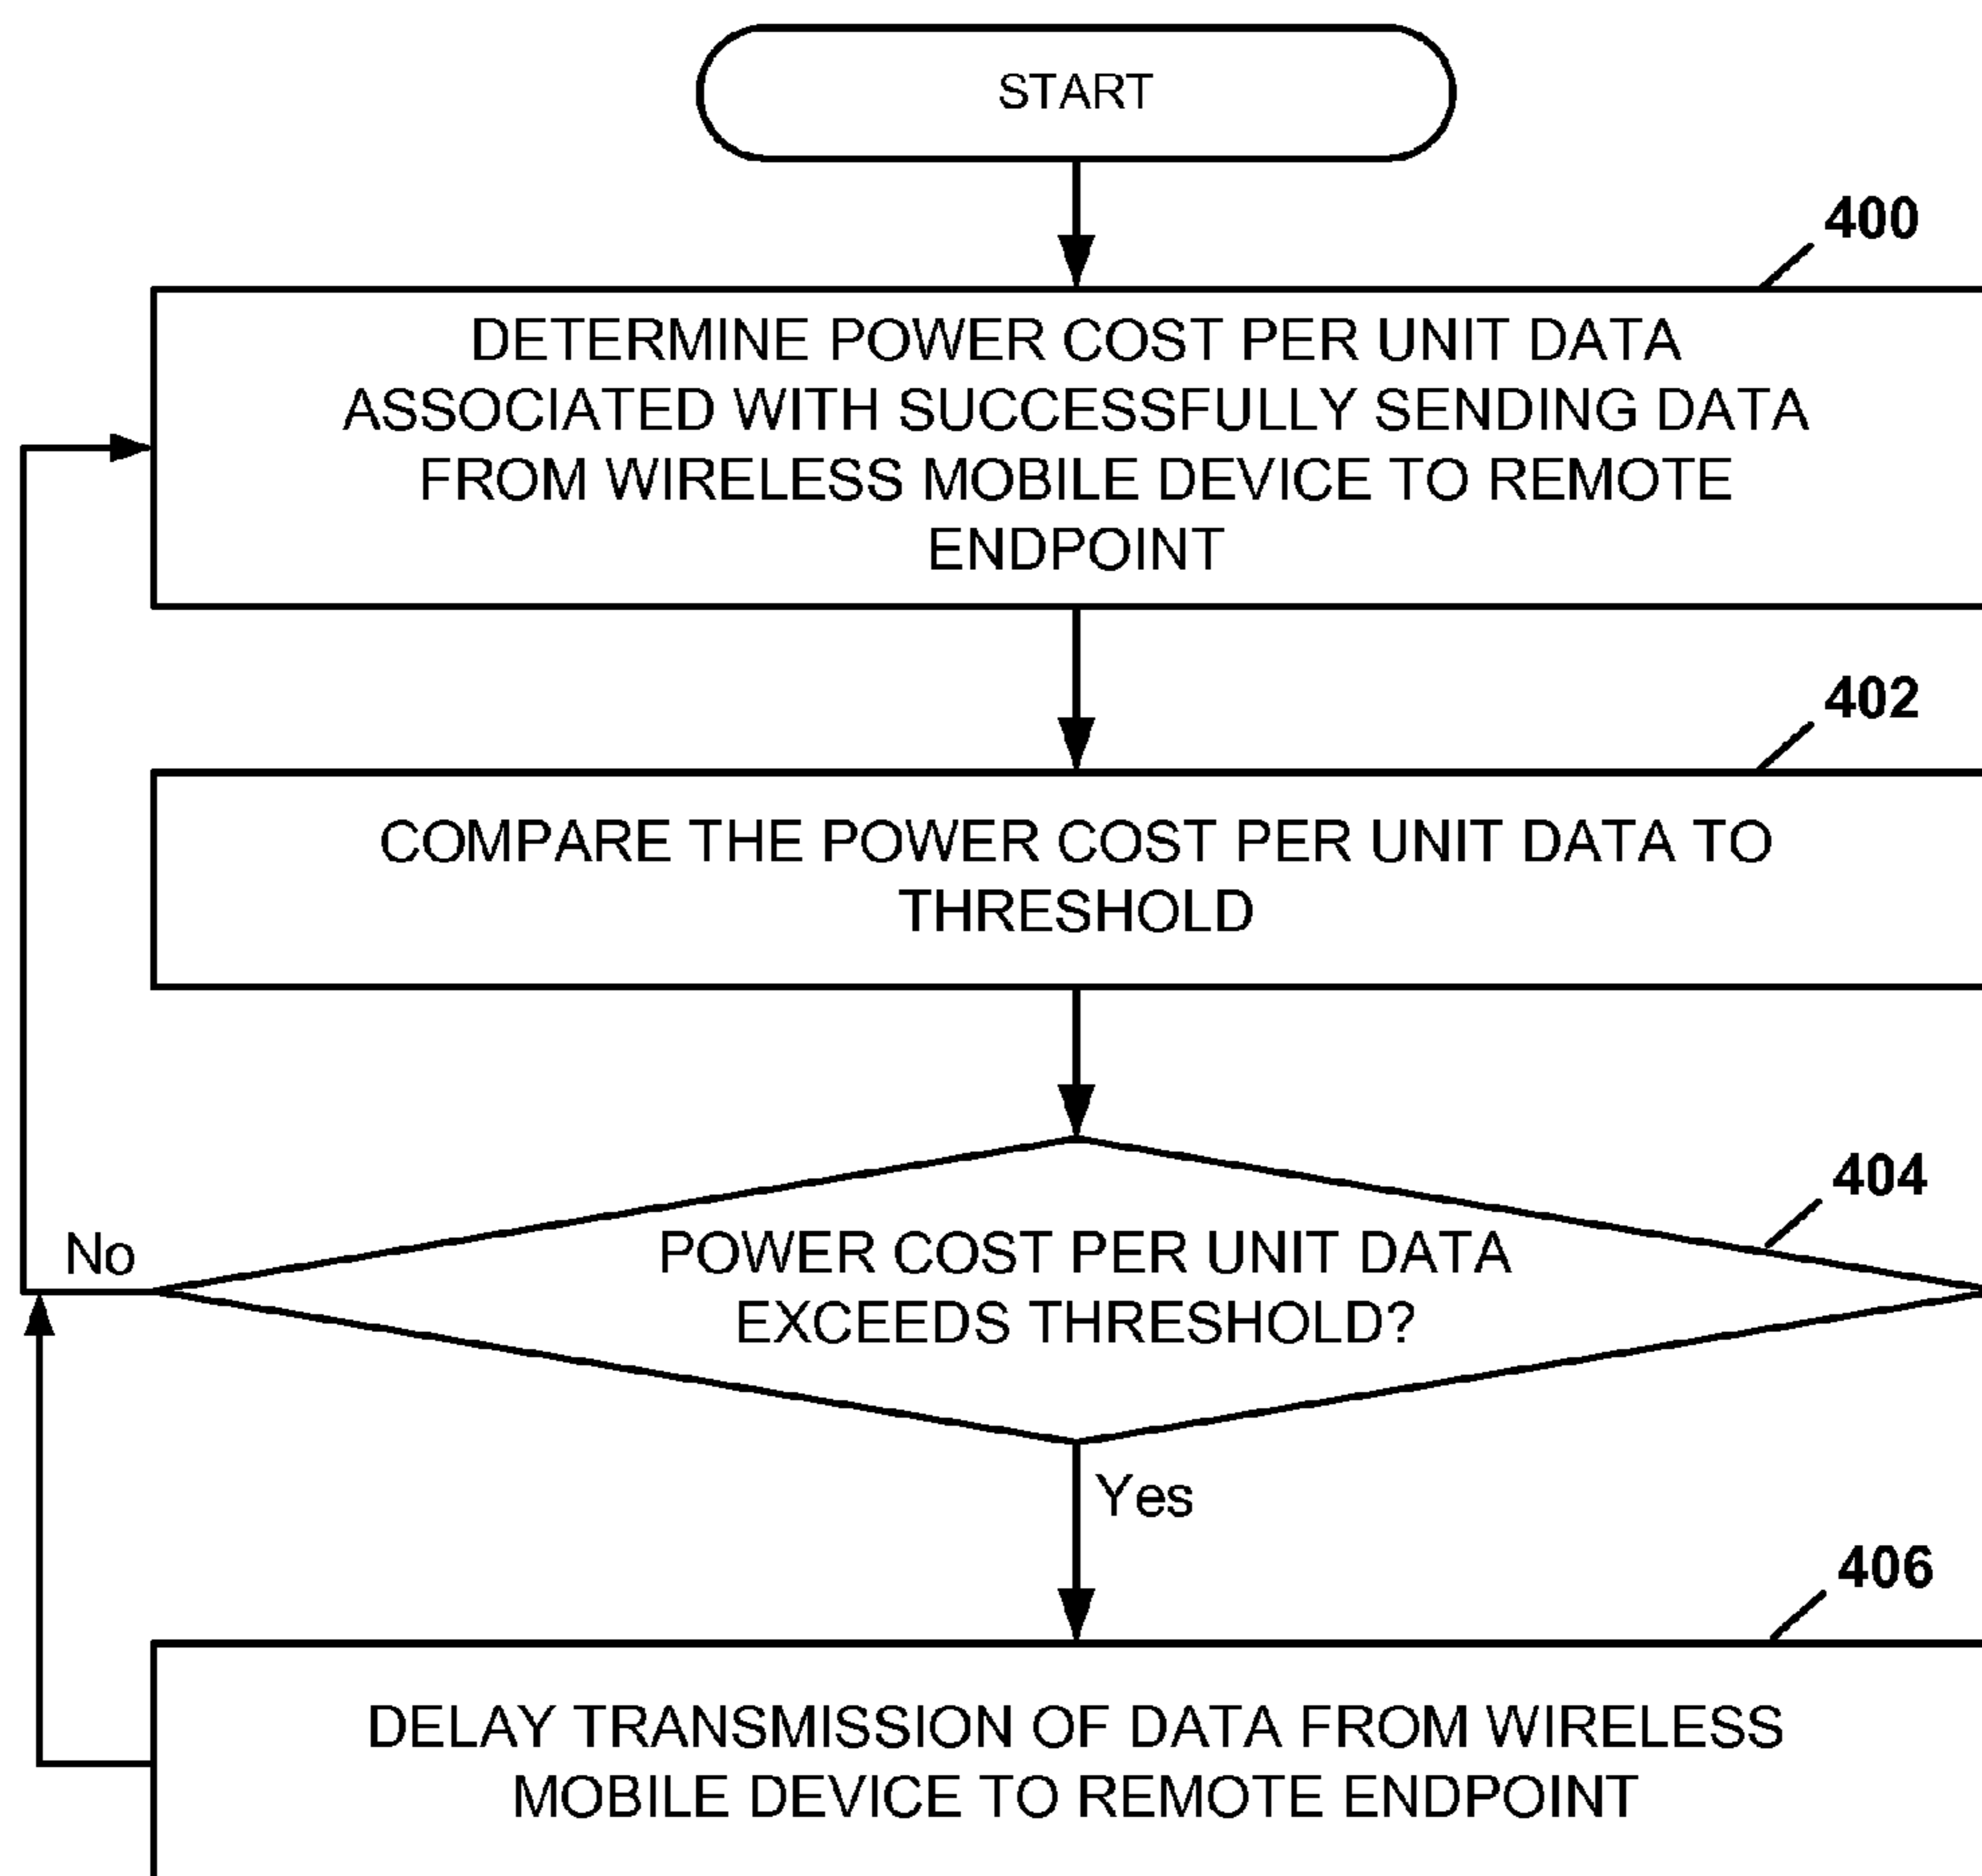 START
400
DETERMINE POWER COST PER UNIT DATA
ASSOCIATED WITH SUCCESSFULLY SENDING DATA
FROM WIRELESS MOBILE DEVICE TO REMOTE
ENDPOINT
402
COMPARE THE POWER COST PER UNIT DATA TO
THRESHOLD
404
POWER COST PER UNIT DATA
EXCEEDS THRESHOLD?
No
Yes
406
DELAY TRANSMISSION OF DATA FROM WIRELESS
MOBILE DEVICE TO REMOTE ENDPOINT